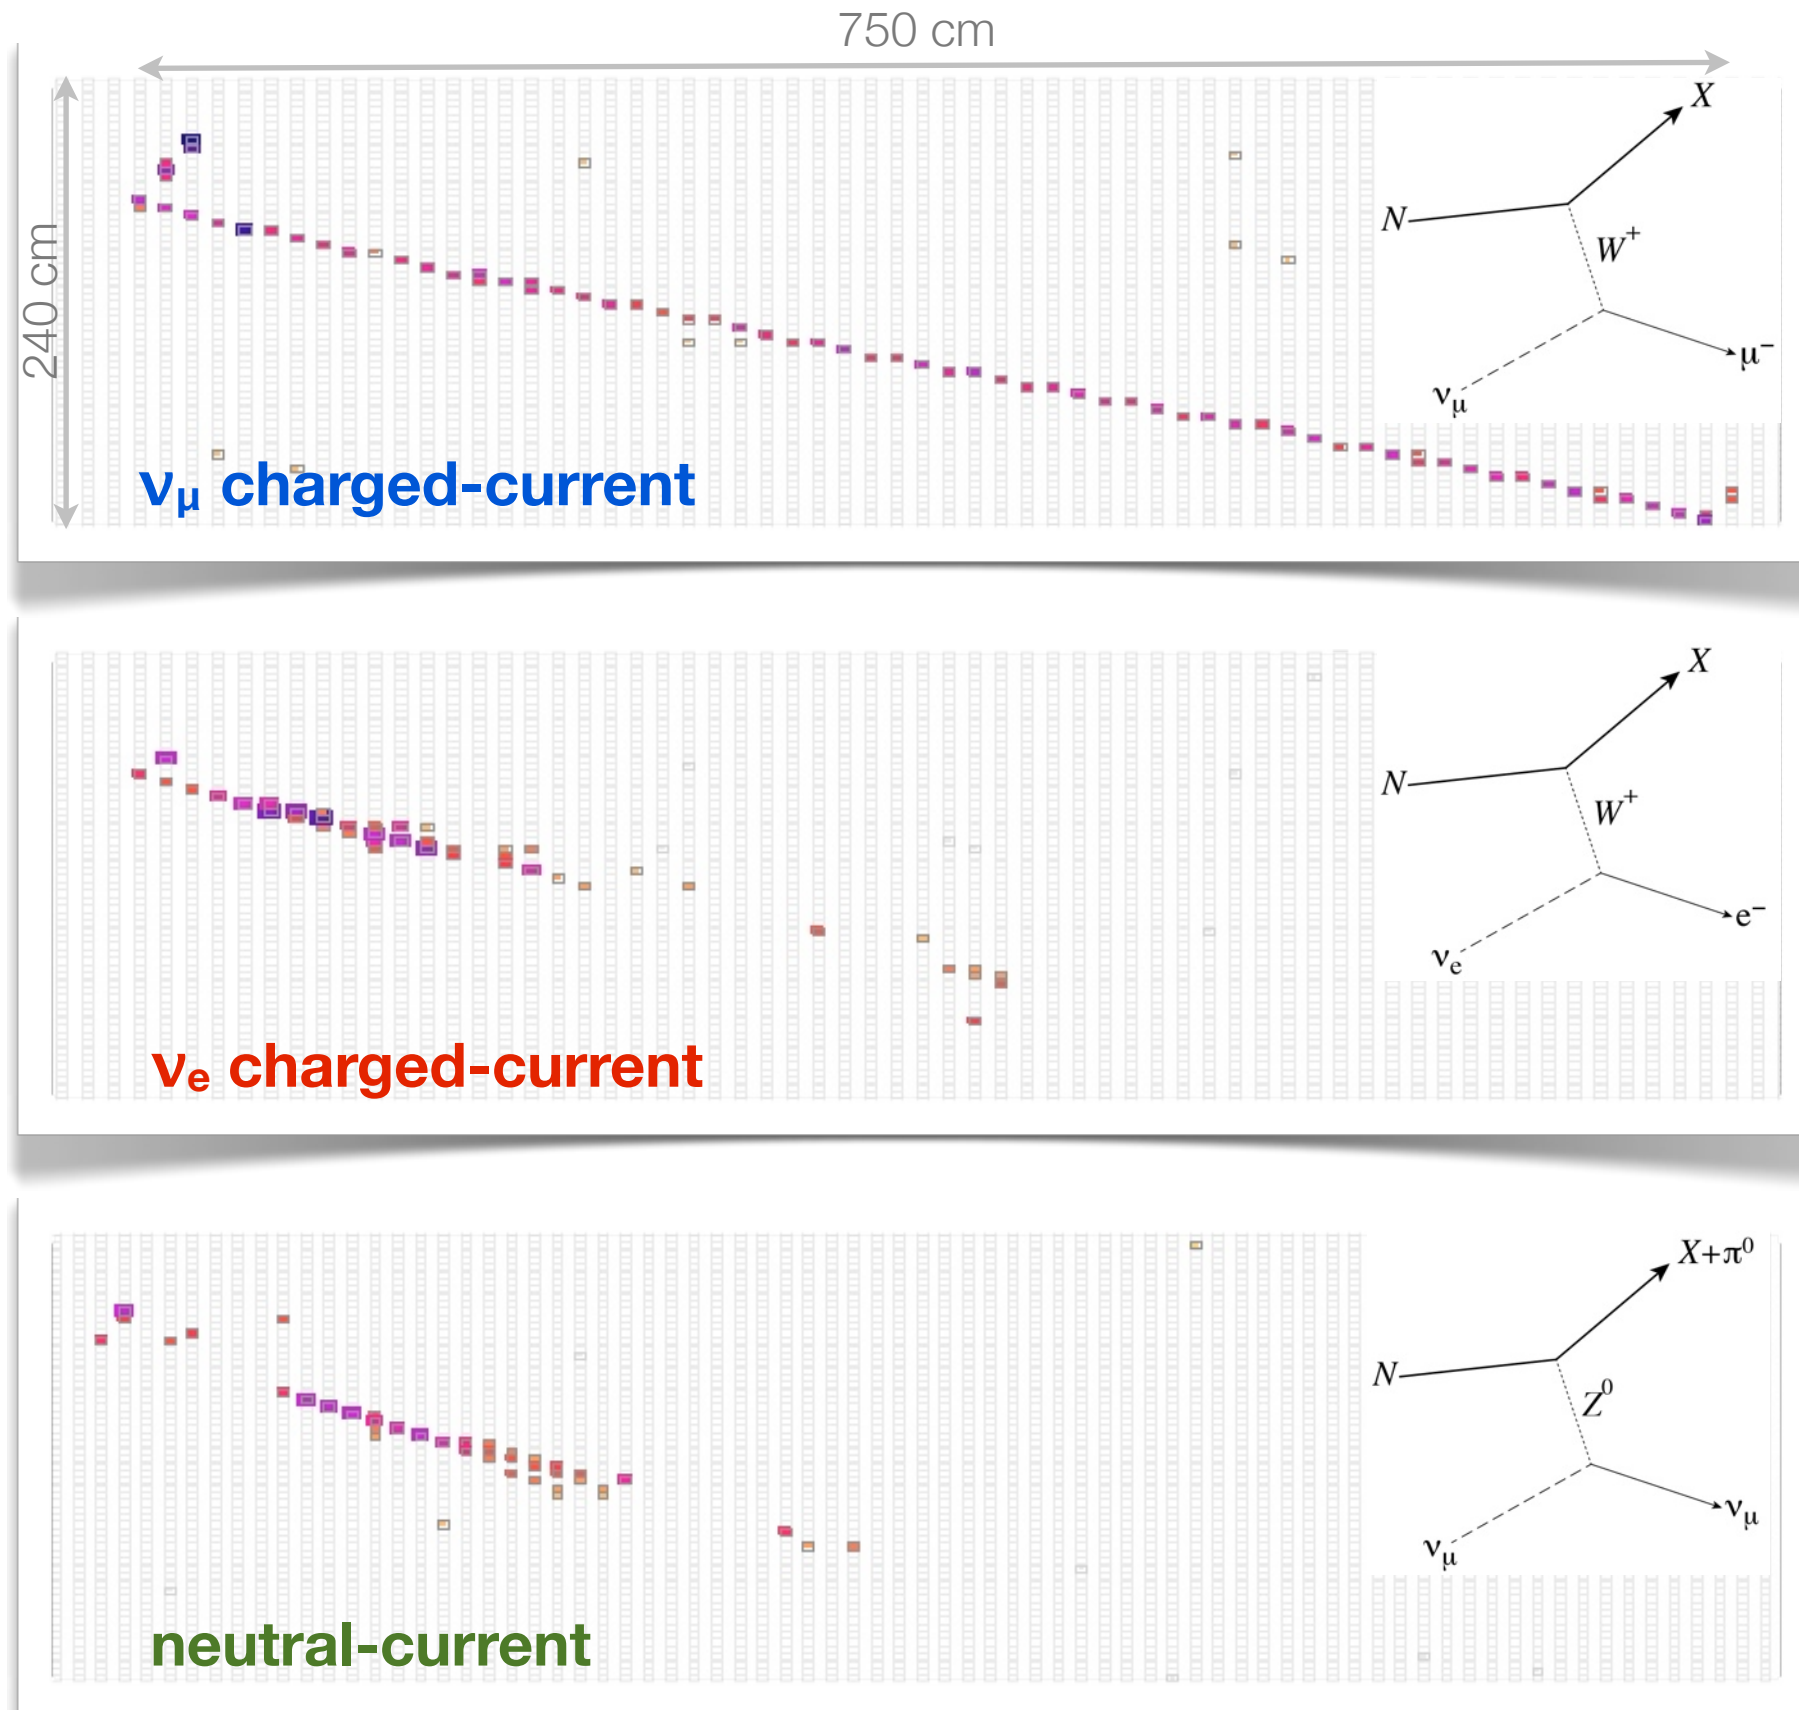 750 cm
240 cm
X
N
W⁺
μ⁻
νμ
νμ charged-current
X
N
W⁺
e⁻
νe
νe charged-current
X+π⁰
N
Z⁰
νμ
νμ
neutral-current